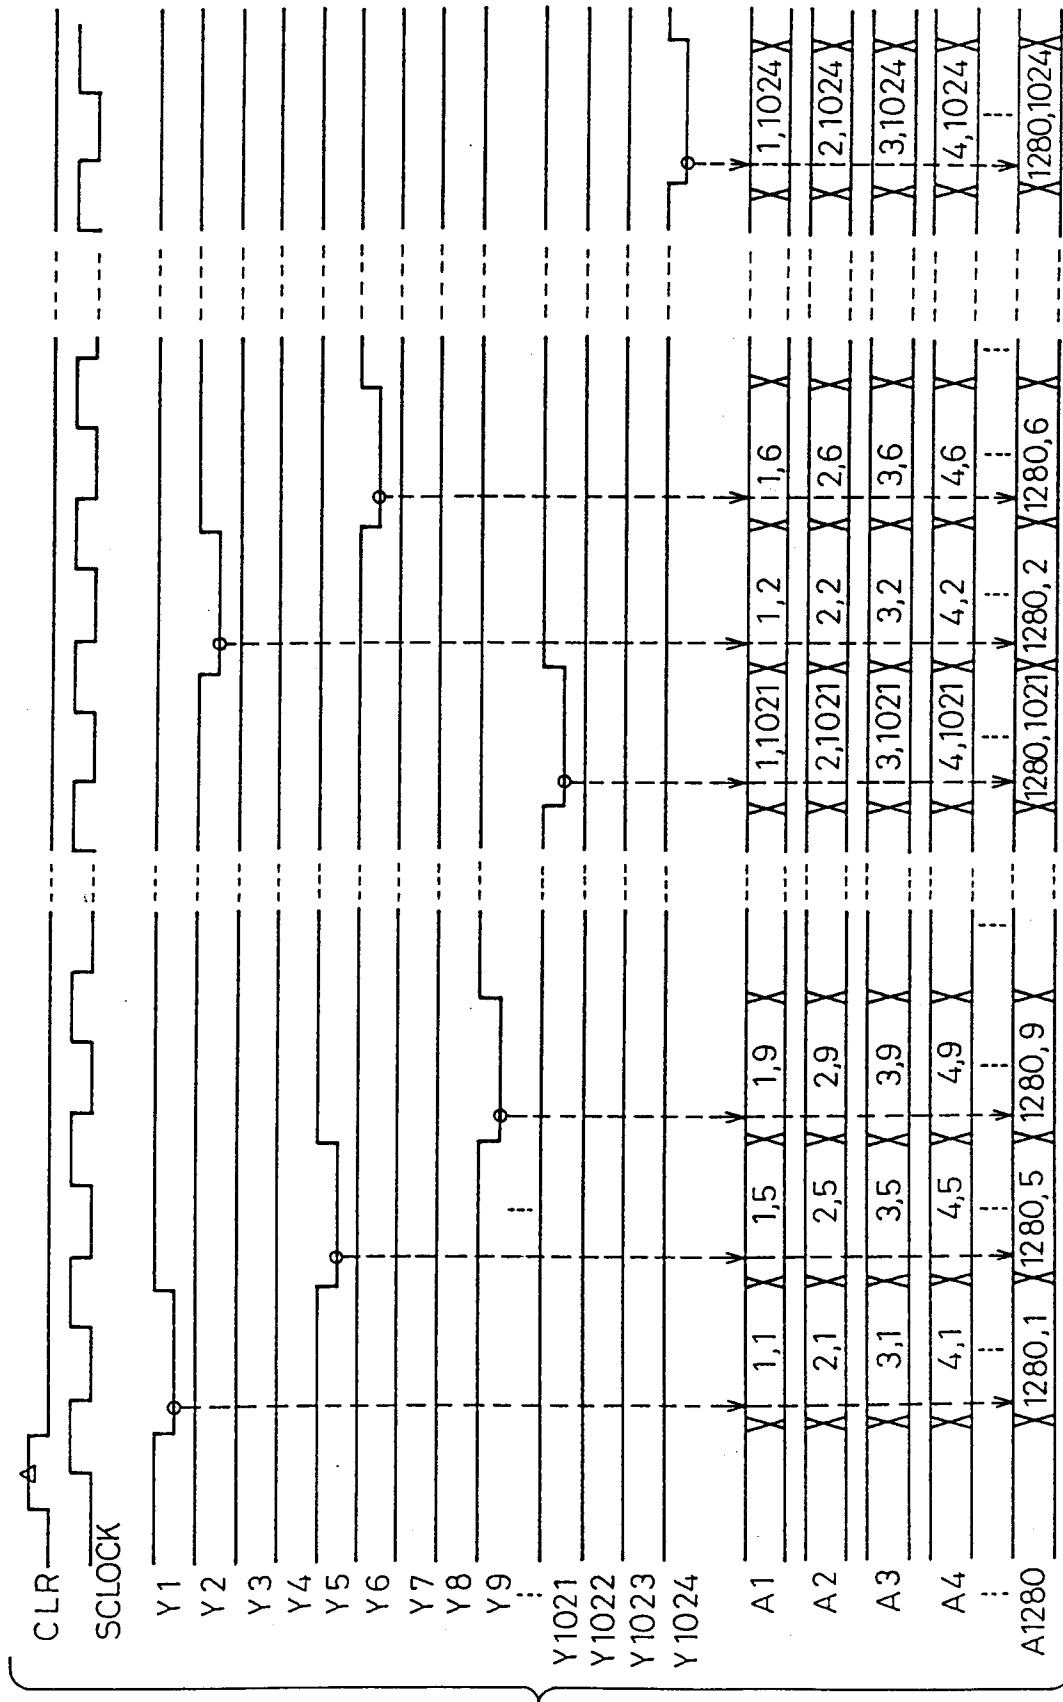 CLR
SCLOCK
Y1
Y2
Y3
Y4
Y5
Y6
Y7
Y8
Y9
Y1021
Y1022
Y1023
Y1024
A1 1,1 1,5 1,9 1,1021 1,2 1,6 1,1024
A2 2,1 2,5 2,9 2,1021 2,2 2,6 2,1024
A3 3,1 3,5 3,9 3,1021 3,2 3,6 3,1024
A4 4,1 4,5 4,9 4,1021 4,2 4,6 4,1024
A1280 1280,1 1280,5 1280,9 1280,1021 1280,2 1280,6 1280,1024